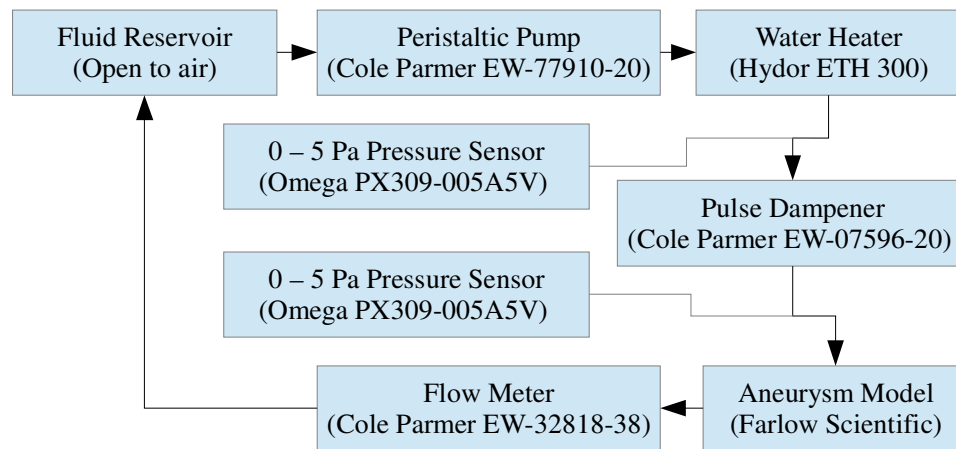 Fluid Reservoir
(Open to air)
Peristaltic Pump
(Cole Parmer EW-77910-20)
Water Heater
(Hydor ETH 300)
0 – 5 Pa Pressure Sensor
(Omega PX309-005A5V)
Pulse Dampener
(Cole Parmer EW-07596-20)
0 – 5 Pa Pressure Sensor
(Omega PX309-005A5V)
Flow Meter
(Cole Parmer EW-32818-38)
Aneurysm Model
(Farlow Scientific)